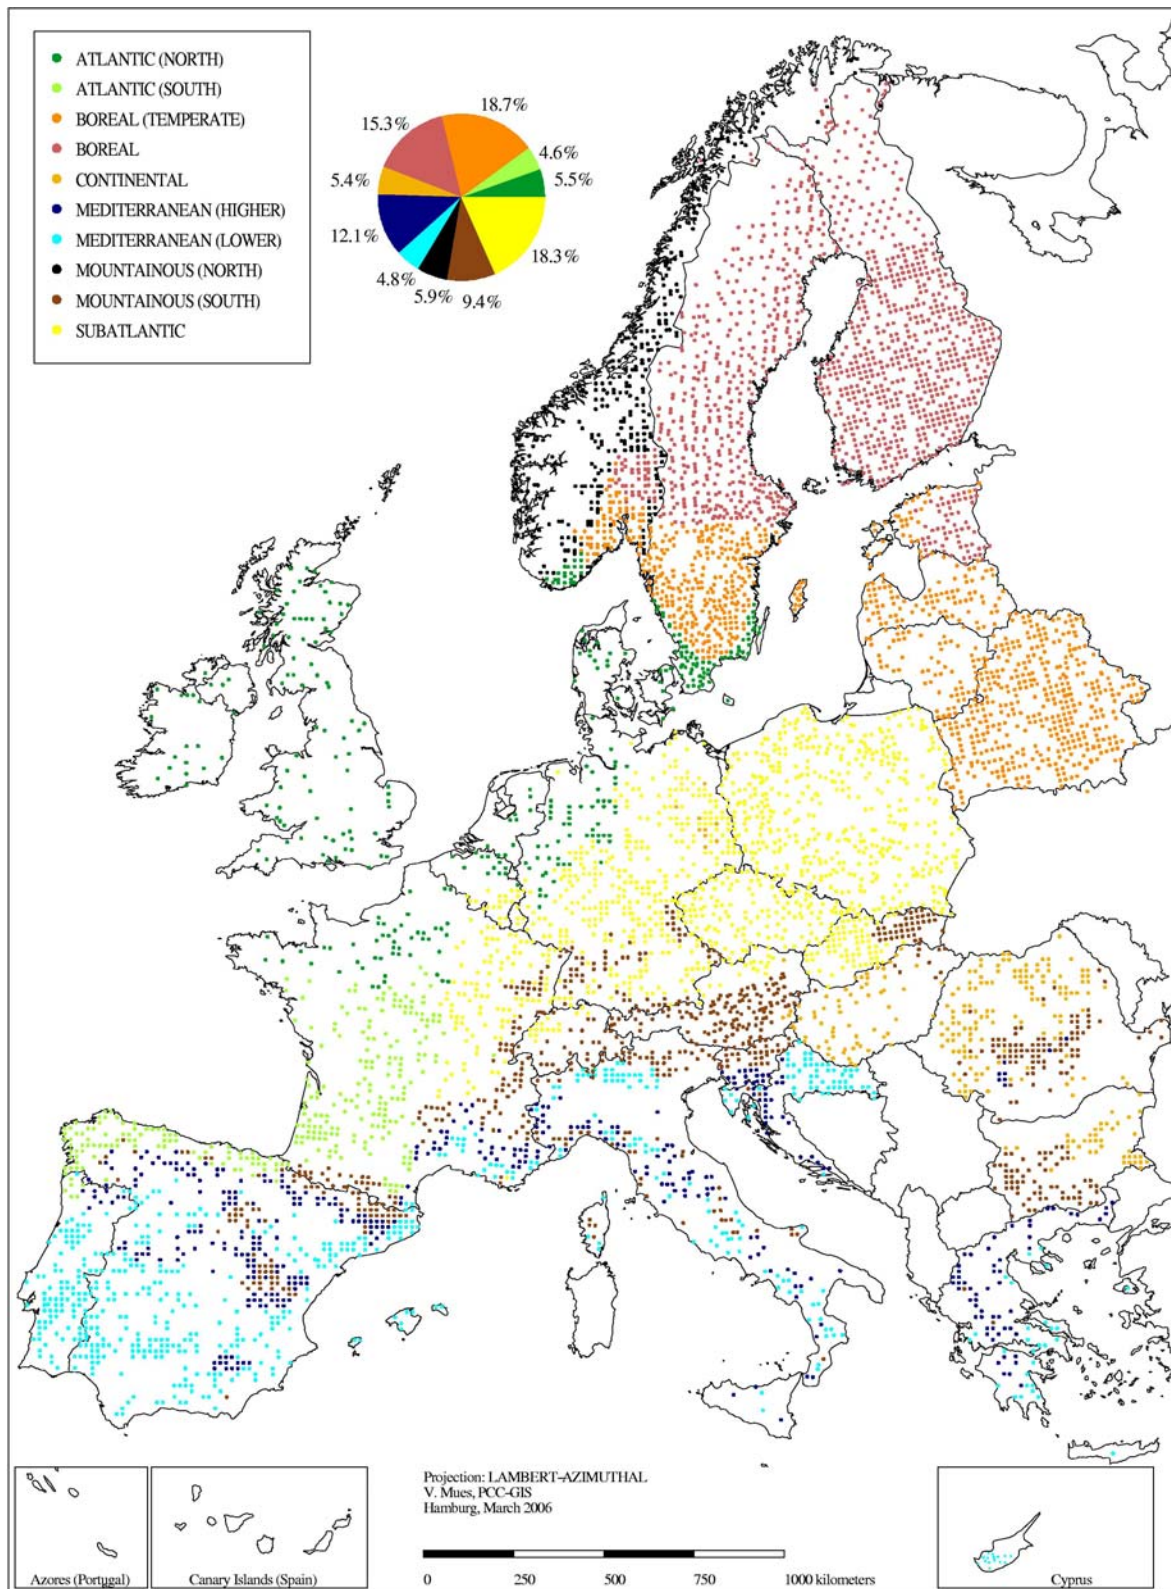 ATLANTIC (NORTH)
ATLANTIC (SOUTH)
BOREAL (TEMPERATE)
BOREAL
CONTINENTAL
MEDITERRANEAN (HIGHER)
MEDITERRANEAN (LOWER)
MOUNTAINOUS (NORTH)
MOUNTAINOUS (SOUTH)
SUBATLANTIC
18.7%
15.3%
4.6%
5.4%
5.5%
12.1%
18.3%
4.8%
5.9%
9.4%
Projection: LAMBERT-AZIMUTHAL
V. Mues, PCC-GIS
Hamburg, March 2006
0 250 500 750 1000 kilometers
Azores (Portugal)
Canary Islands (Spain)
Cyprus